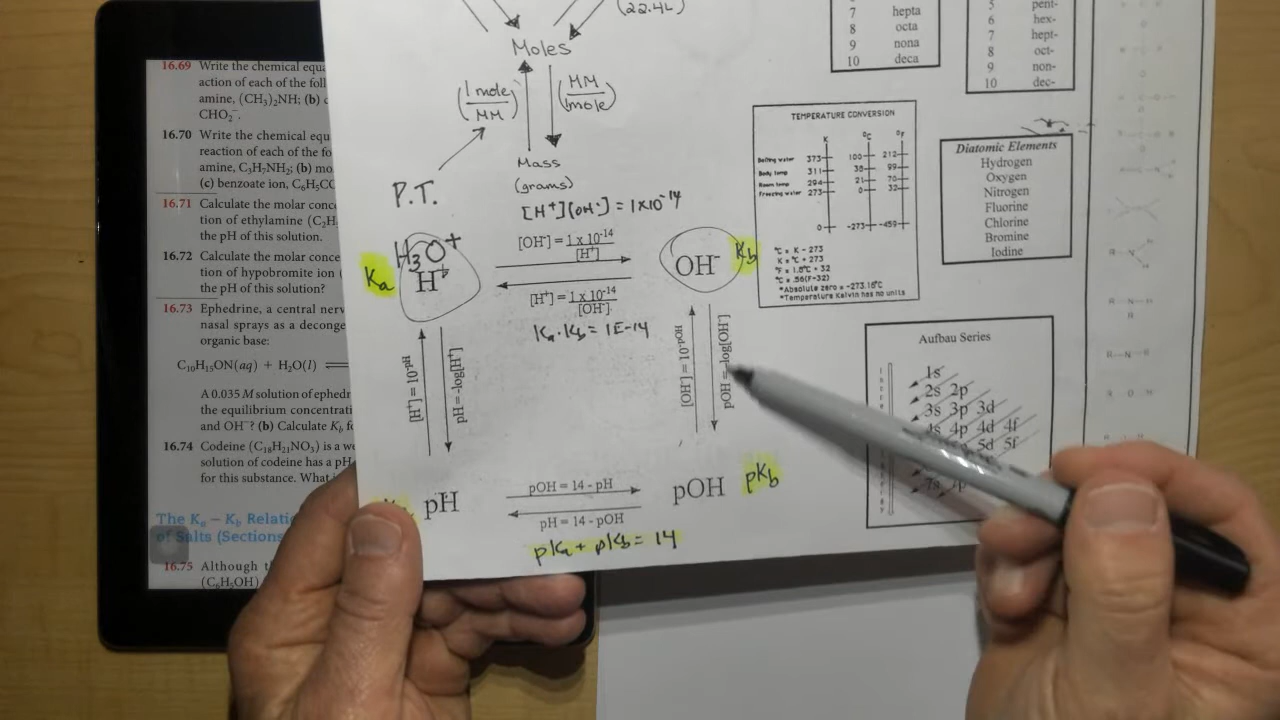 16.69 Write the chemical equa
action of each of the foll
amine, (CH₃)₂NH; (b) c
CHO₂⁻.
16.70 Write the chemical equ
reaction of each of the fo
amine, C₃H₇NH₂; (b) mo
(c) benzoate ion, C₆H₅CO
16.71 Calculate the molar conce
tion of ethylamine (C₂H
the pH of this solution.
16.72 Calculate the molar conce
tion of hypobromite ion (
the pH of this solution?
16.73 Ephedrine, a central nerv
nasal sprays as a deconge
organic base:
C₁₀H₁₅ON(aq) + H₂O(l) ⇌
A 0.035 M solution of ephedr
the equilibrium concentrati
and OH⁻? (b) Calculate K_b fo
16.74 Codeine (C₁₈H₂₁NO₃) is a we
solution of codeine has a pH
for this substance. What i
The Kₐ – K_b Relati
of Salts (Sections
16.75 Although t
(C₆H₅OH)
(22.4L)
Moles
(1 mole/MM)
(MM/1mole)
Mass
(grams)
P.T.
[H⁺][OH⁻] = 1x10⁻¹⁴
[OH⁻] = 1 x 10⁻¹⁴
[H⁺]
H₃O⁺
Ka
H⁺
OH⁻
Kb
[H⁺] = 1 x 10⁻¹⁴
[OH⁻]
Ka·Kb = 1E-14
[H⁺] = 10⁻ᵖᴴ
pH = -log[H⁺]
[OH] = 10⁻ᵖᴼᴴ
pOH = -log[OH⁻]
pH
pOH = 14 - pH
pH = 14 - pOH
pOH
pKb
pKa + pKb = 14
7 hepta
8 octa
9 nona
10 deca
5 pent-
6 hex-
7 hept-
8 oct-
9 non-
10 dec-
TEMPERATURE CONVERSION
K °C °F
Boiling water 373 100 212
Body temp 311 38 99
Room temp 294 21 70
Freezing water 273 0 32
0 -273 -459
°C = K - 273
K = °C + 273
°F = 1.8°C + 32
°C = .56(F-32)
*Absolute zero = -273.16°C
*Temperature Kelvin has no units
Diatomic Elements
Hydrogen
Oxygen
Nitrogen
Fluorine
Chlorine
Bromine
Iodine
Aufbau Series
1s
2s 2p
3s 3p 3d
4s 4p 4d 4f
5d 5f